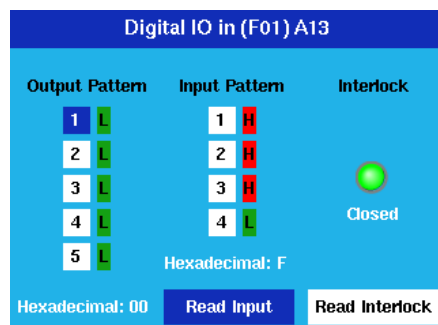 Digital IO in (F01) A13
Output Pattern Input Pattern Interlock
1 L 1 H
2 L 2 H
3 L 3 H
4 L 4 L Closed
5 L Hexadecimal: F
Hexadecimal: 00 Read Input Read Interlock